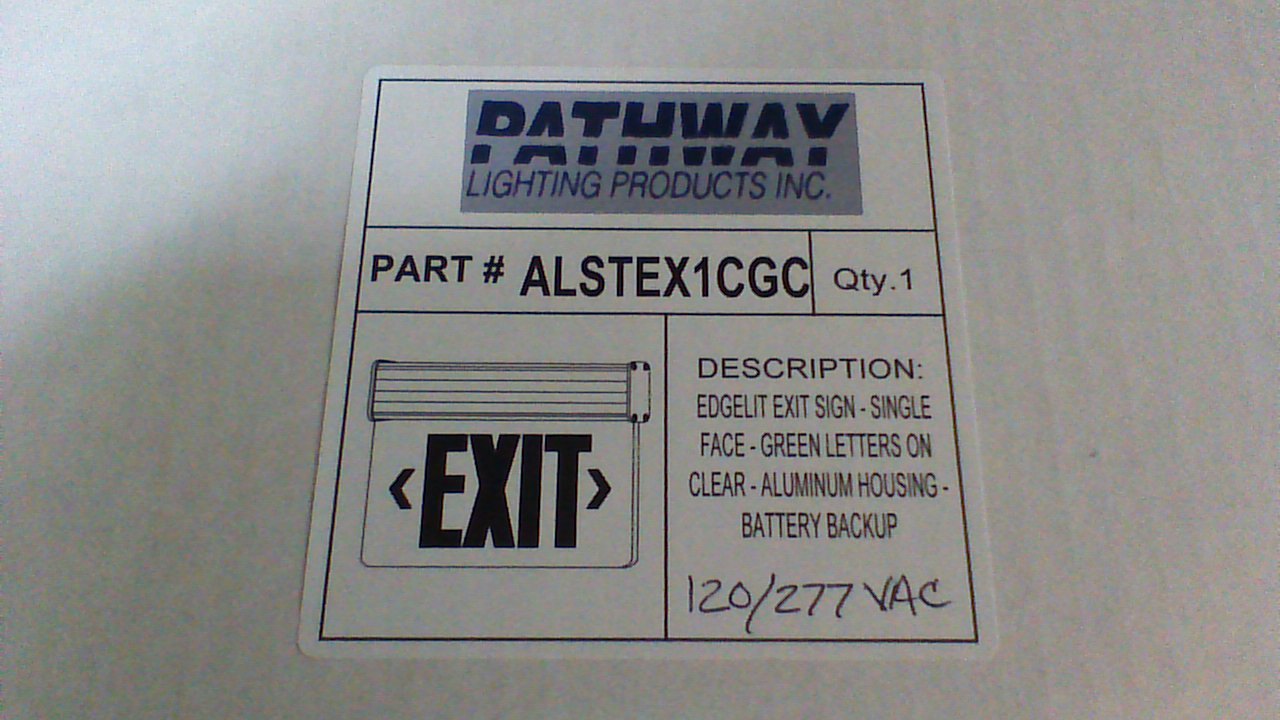 PATHWAY
LIGHTING PRODUCTS INC.
PART # ALSTEX1CGC Qty.1
‹EXIT›
DESCRIPTION:
EDGELIT EXIT SIGN - SINGLE
FACE - GREEN LETTERS ON
CLEAR - ALUMINUM HOUSING -
BATTERY BACKUP
120/277 VAC